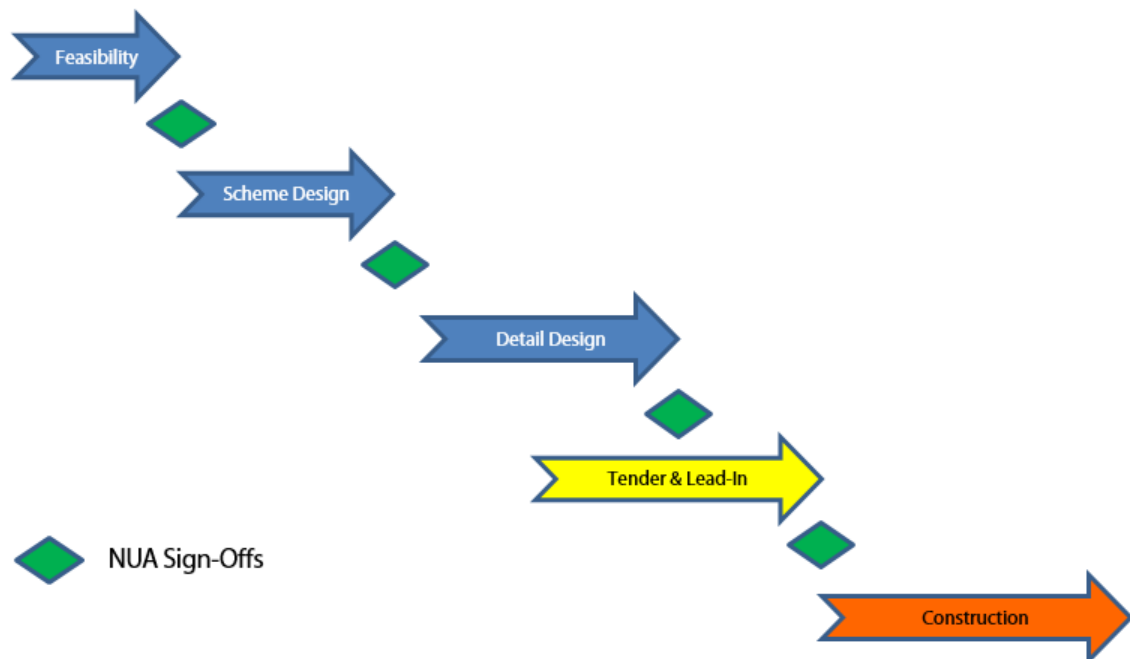 Feasibility
Scheme Design
Detail Design
Tender & Lead-In
NUA Sign-Offs
Construction